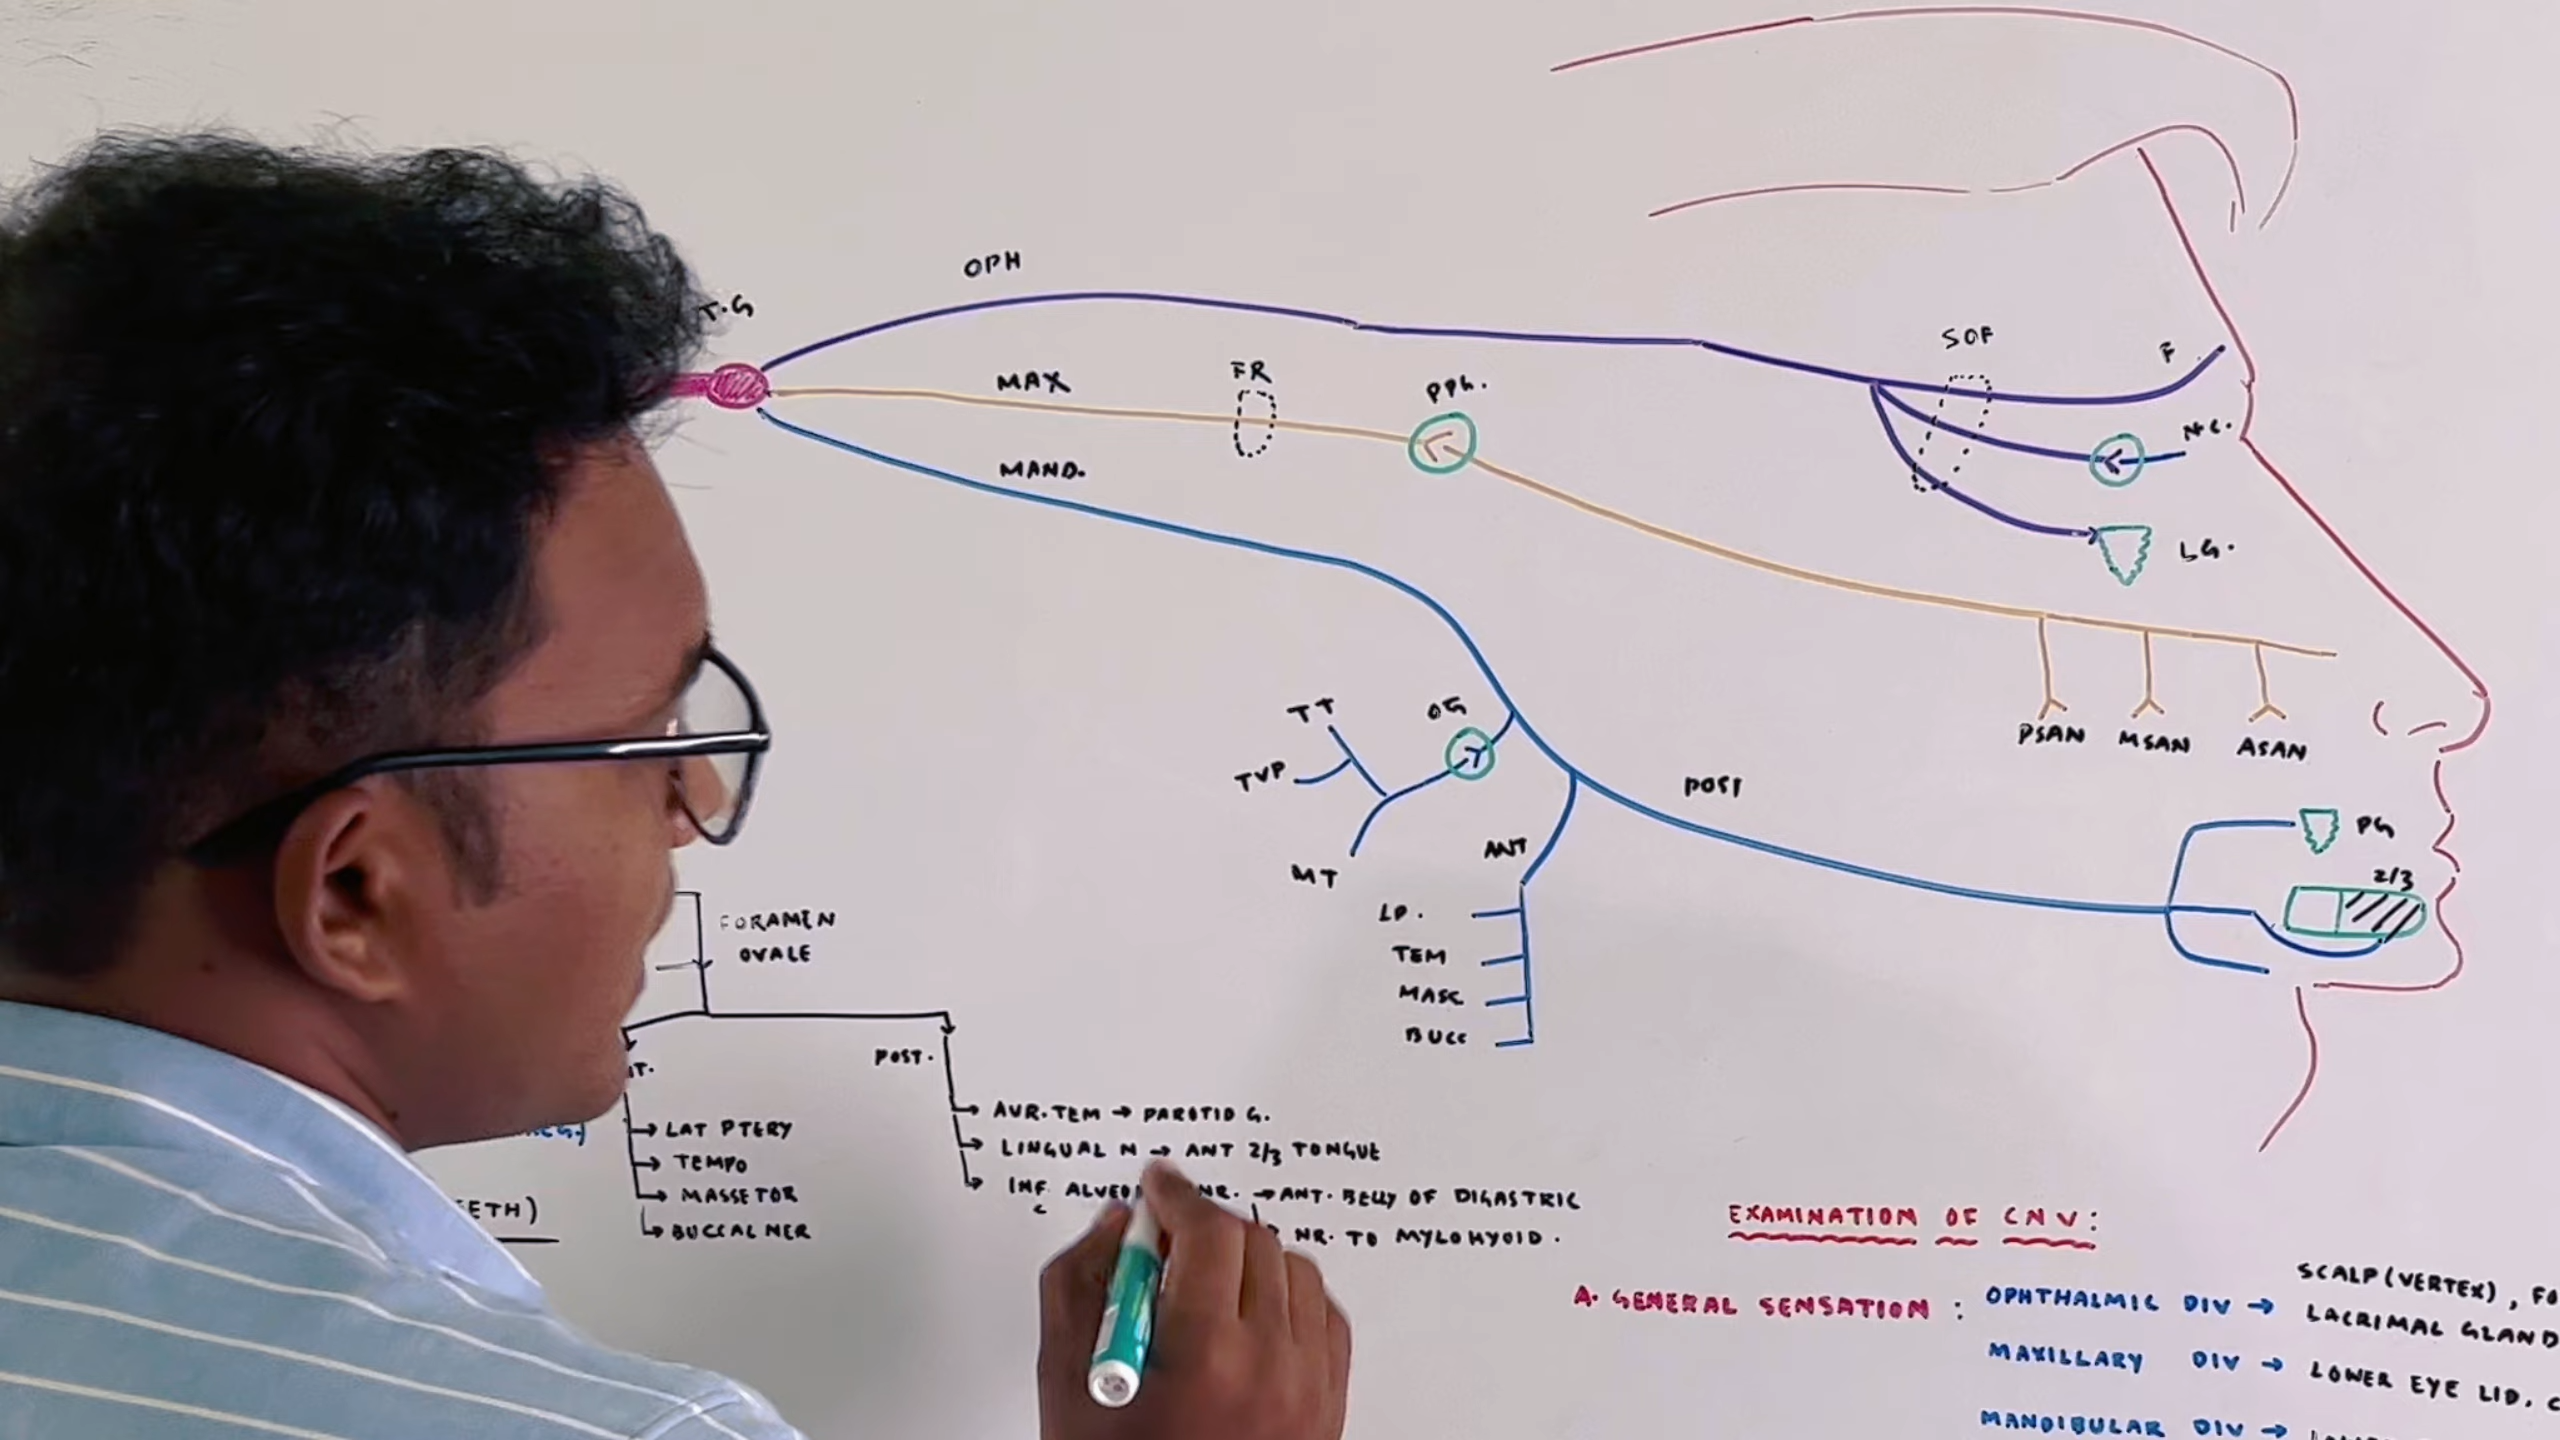 T.G
OPH
MAX
MAND.
FR
PPG.
SOF
F
NC.
LG.
PSAN
MSAN
ASAN
TT
OG
TVP
MT
POST
ANT
LP.
TEM
MASC
BUCC
PG
2/3
FORAMEN
OVALE
POST.
LAT PTERY
TEMPO
MASSETOR
BUCCAL NER
AUR.TEM → PAROTID G.
LINGUAL N → ANT 2/3 TONGUE
INF. NR. → ANT. BELLY OF DIGASTRIC
NR. TO MYLOHYOID.
EXAMINATION OF CNV:
A. GENERAL SENSATION :
OPHTHALMIC DIV → SCALP (VERTEX),
LACRIMAL GLAND
MAXILLARY DIV → LOWER EYE LID,
MANDIBULAR DIV →